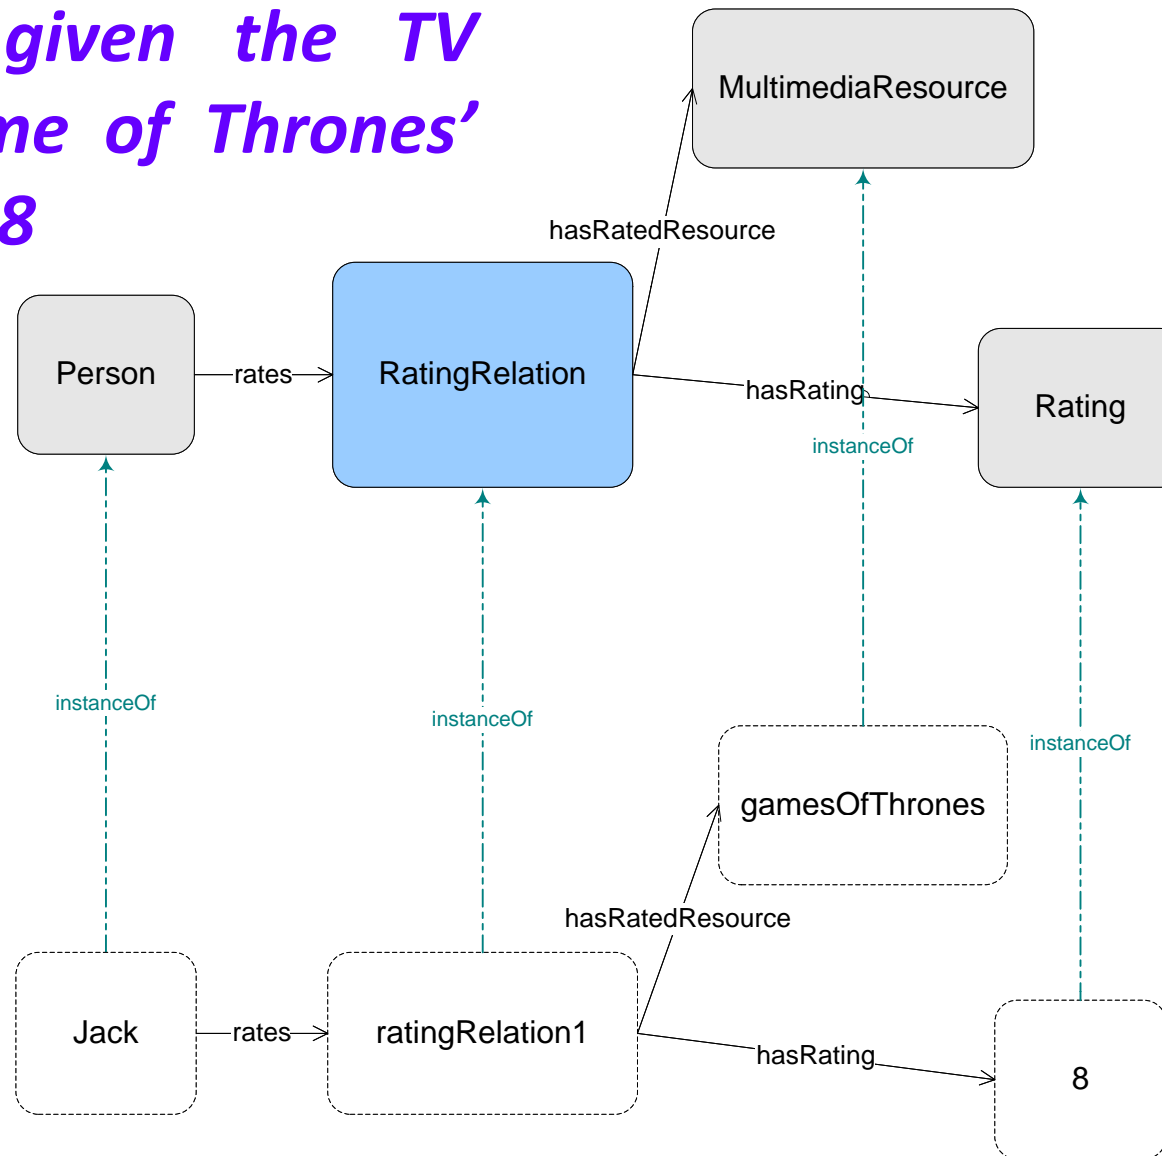 given the TV
me of Thrones’
8
MultimediaResource
hasRatedResource
Person
rates
RatingRelation
hasRating
Rating
instanceOf
instanceOf
instanceOf
instanceOf
gamesOfThrones
hasRatedResource
Jack
rates
ratingRelation1
hasRating
8